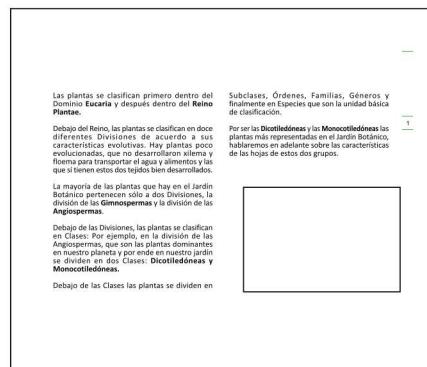 Las plantas se clasifican primero dentro del
Dominio Eucaria y después dentro del Reino
Plantae.
Debajo del Reino, las plantas se clasifican en doce
diferentes Divisiones de acuerdo a sus
características evolutivas. Hay plantas poco
evolucionadas, que no desarrollaron xilema y
floema para transportar el agua y alimentos y las
que sí tienen estos dos tejidos bien desarrollados.
La mayoría de las plantas que hay en el Jardín
Botánico pertenecen sólo a dos Divisiones, la
división de las Gimnospermas y la división de las
Angiospermas.
Debajo de las Divisiones, las plantas se clasifican
en Clases: Por ejemplo, en la división de las
Angiospermas, que son las plantas dominantes
en nuestro planeta y por ende en nuestro jardín
se dividen en dos Clases: Dicotiledóneas y
Monocotiledóneas.
Debajo de las Clases las plantas se dividen en
Subclases, Órdenes, Familias, Géneros y
finalmente en Especies que son la unidad básica
de clasificación.
Por ser las Dicotiledóneas y las Monocotiledóneas las
plantas más representadas en el Jardín Botánico,
hablaremos en adelante sobre las características
de las hojas de estos dos grupos.
1